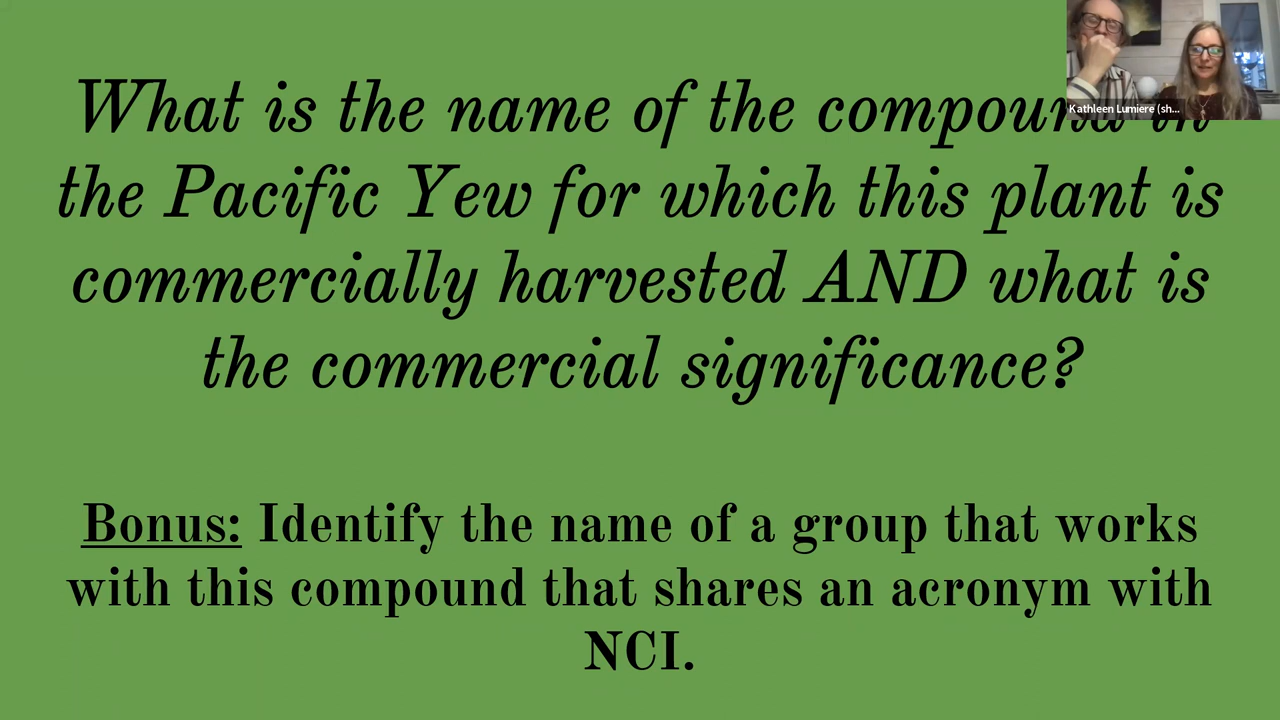 What is the name of the compound in
the Pacific Yew for which this plant is
commercially harvested AND what is
the commercial significance?
Bonus: Identify the name of a group that works
with this compound that shares an acronym with
NCI.
Kathleen Lumiere (sh...